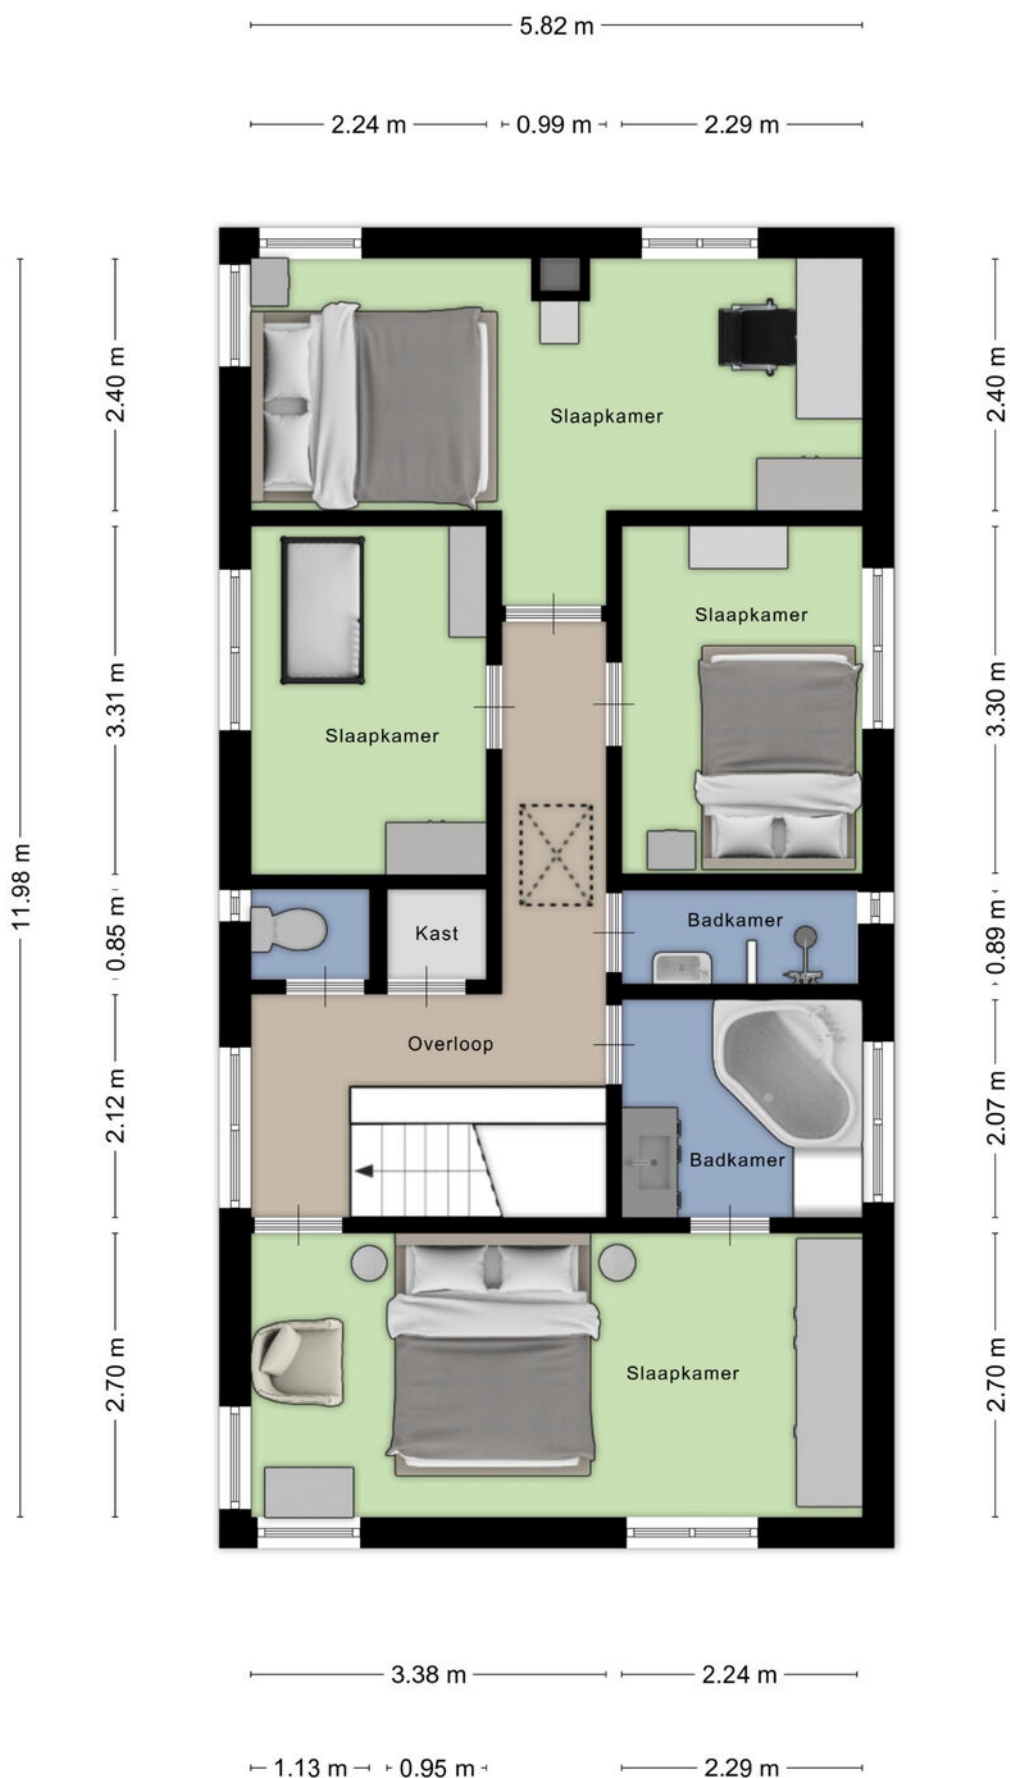 5.82 m
2.24 m
0.99 m
2.29 m
2.40 m
2.40 m
Slaapkamer
Slaapkamer
3.31 m
3.30 m
Slaapkamer
11.98 m
0.85 m
Kast
Badkamer
0.89 m
Overloop
2.12 m
2.07 m
Badkamer
2.70 m
Slaapkamer
2.70 m
3.38 m
2.24 m
1.13 m
0.95 m
2.29 m